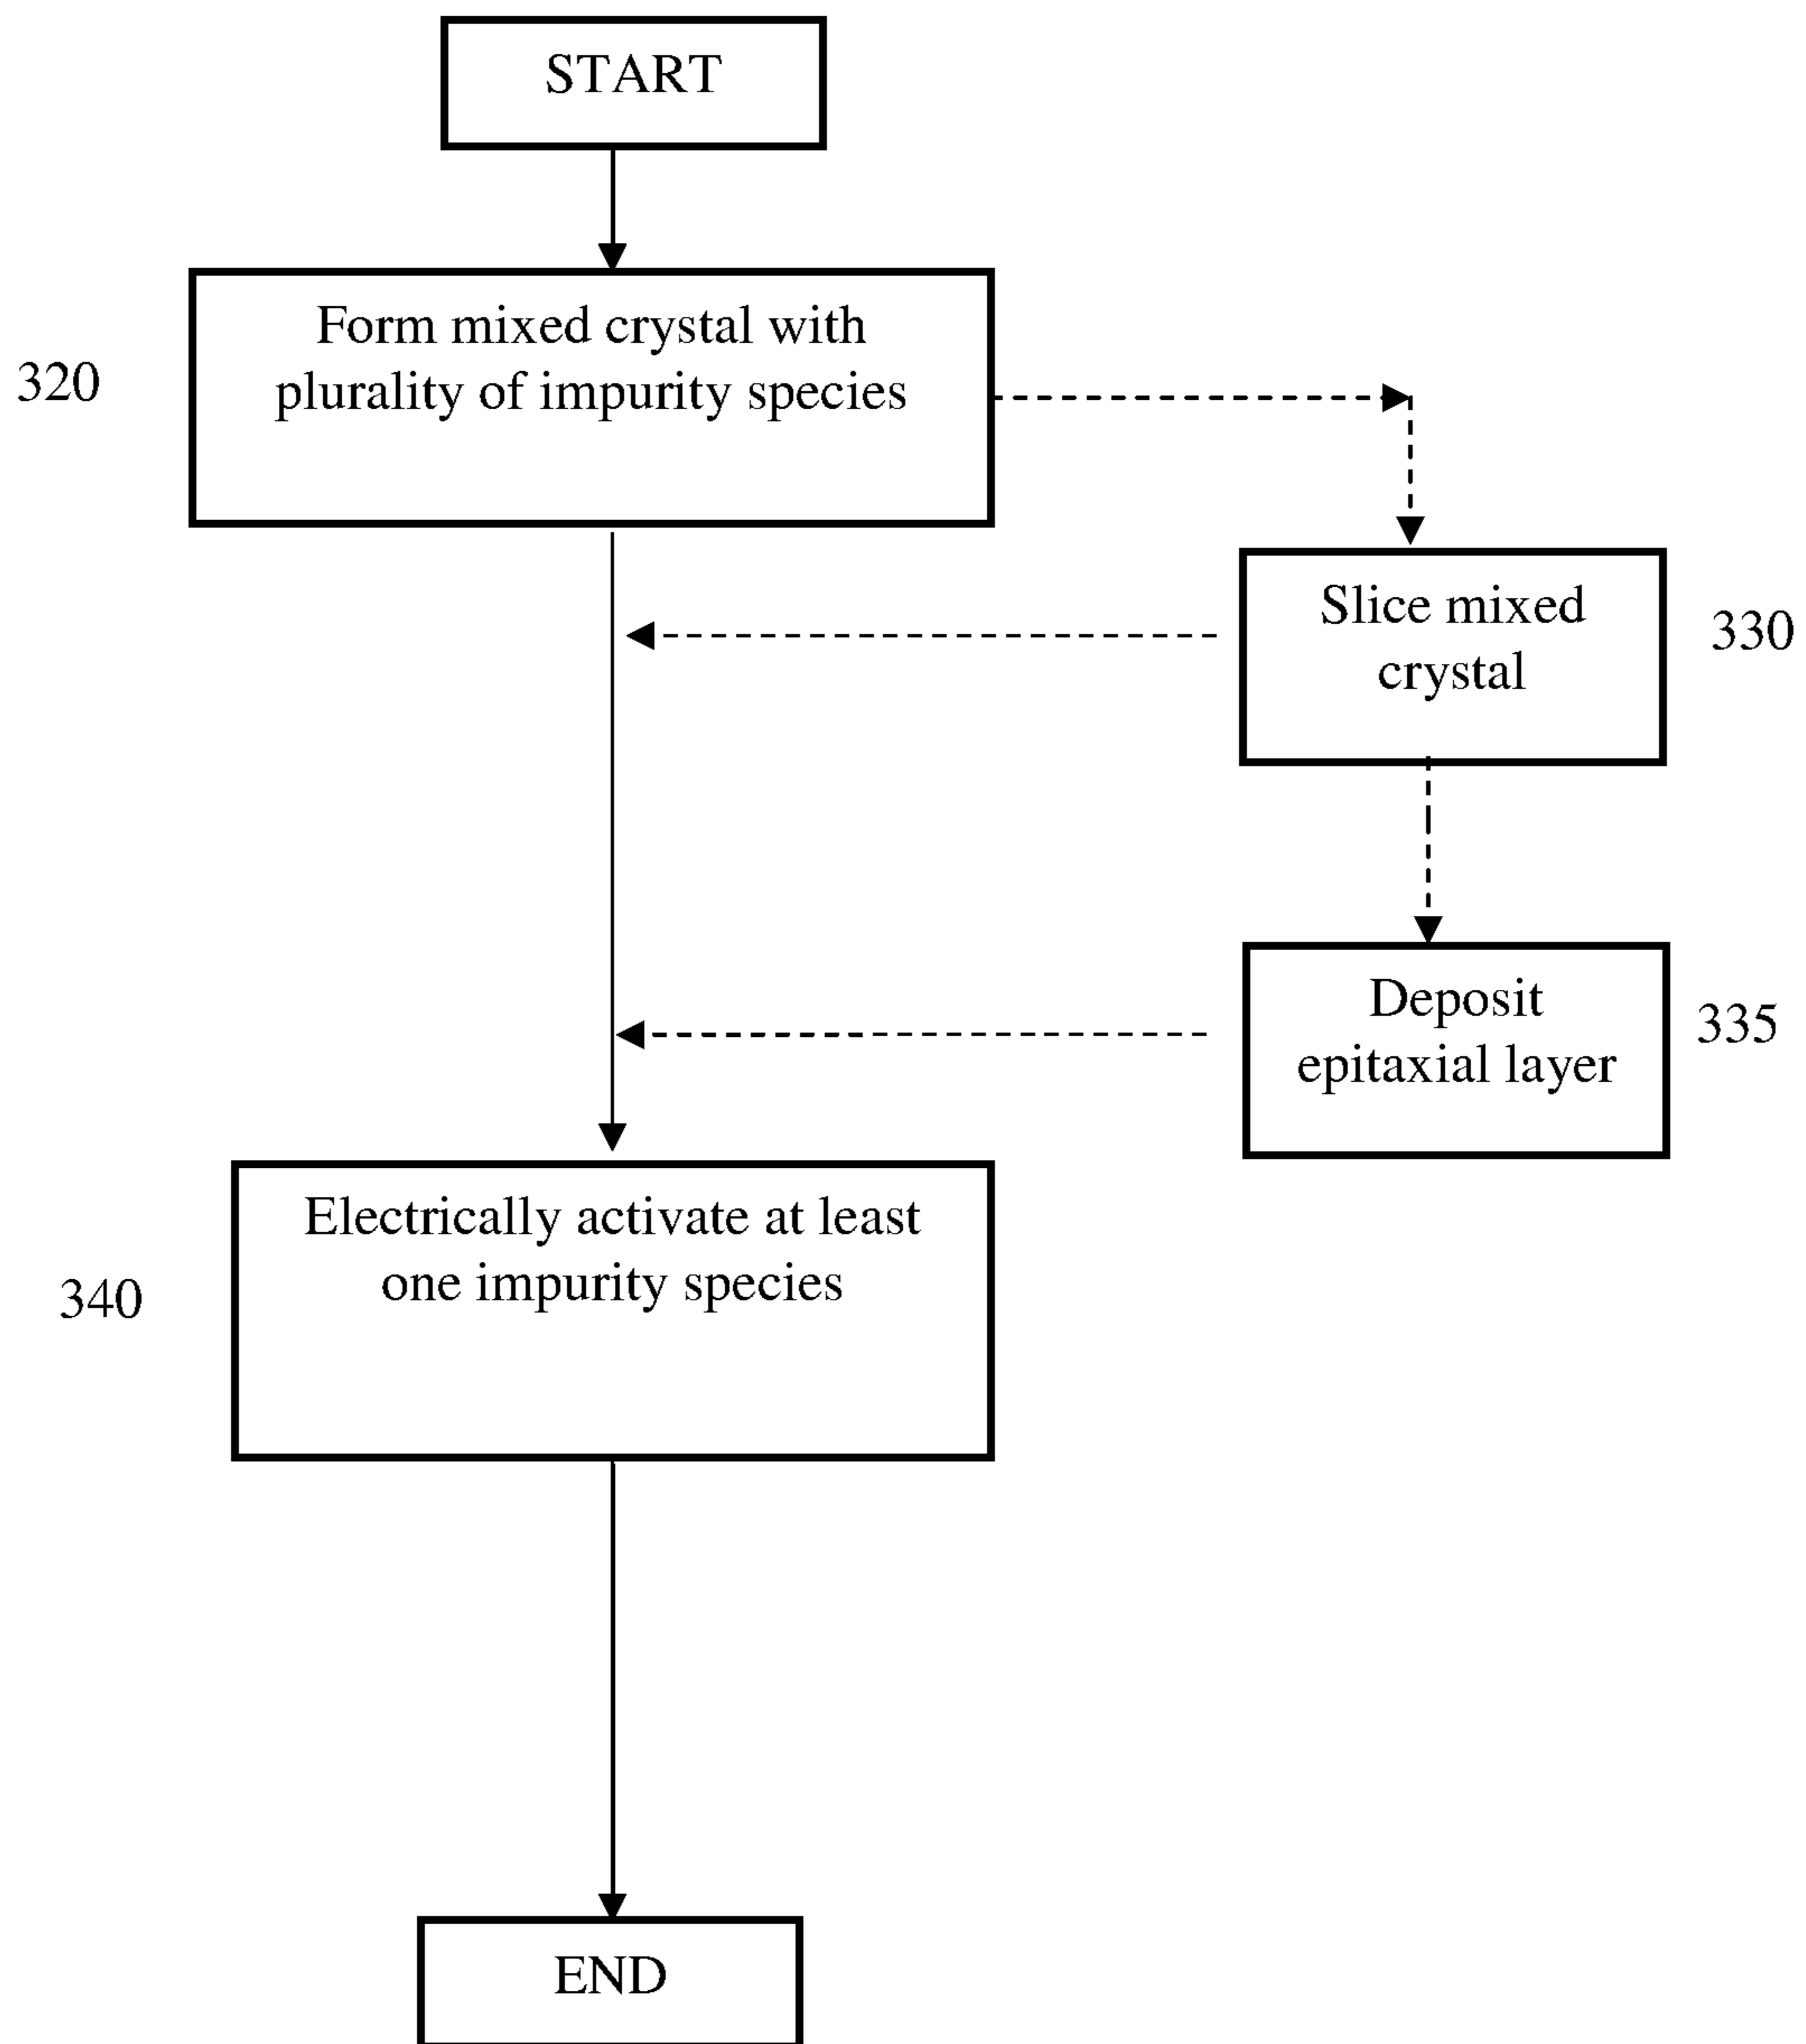 START
320
Form mixed crystal with
plurality of impurity species
Slice mixed
crystal
330
Deposit
epitaxial layer
335
340
Electrically activate at least
one impurity species
END